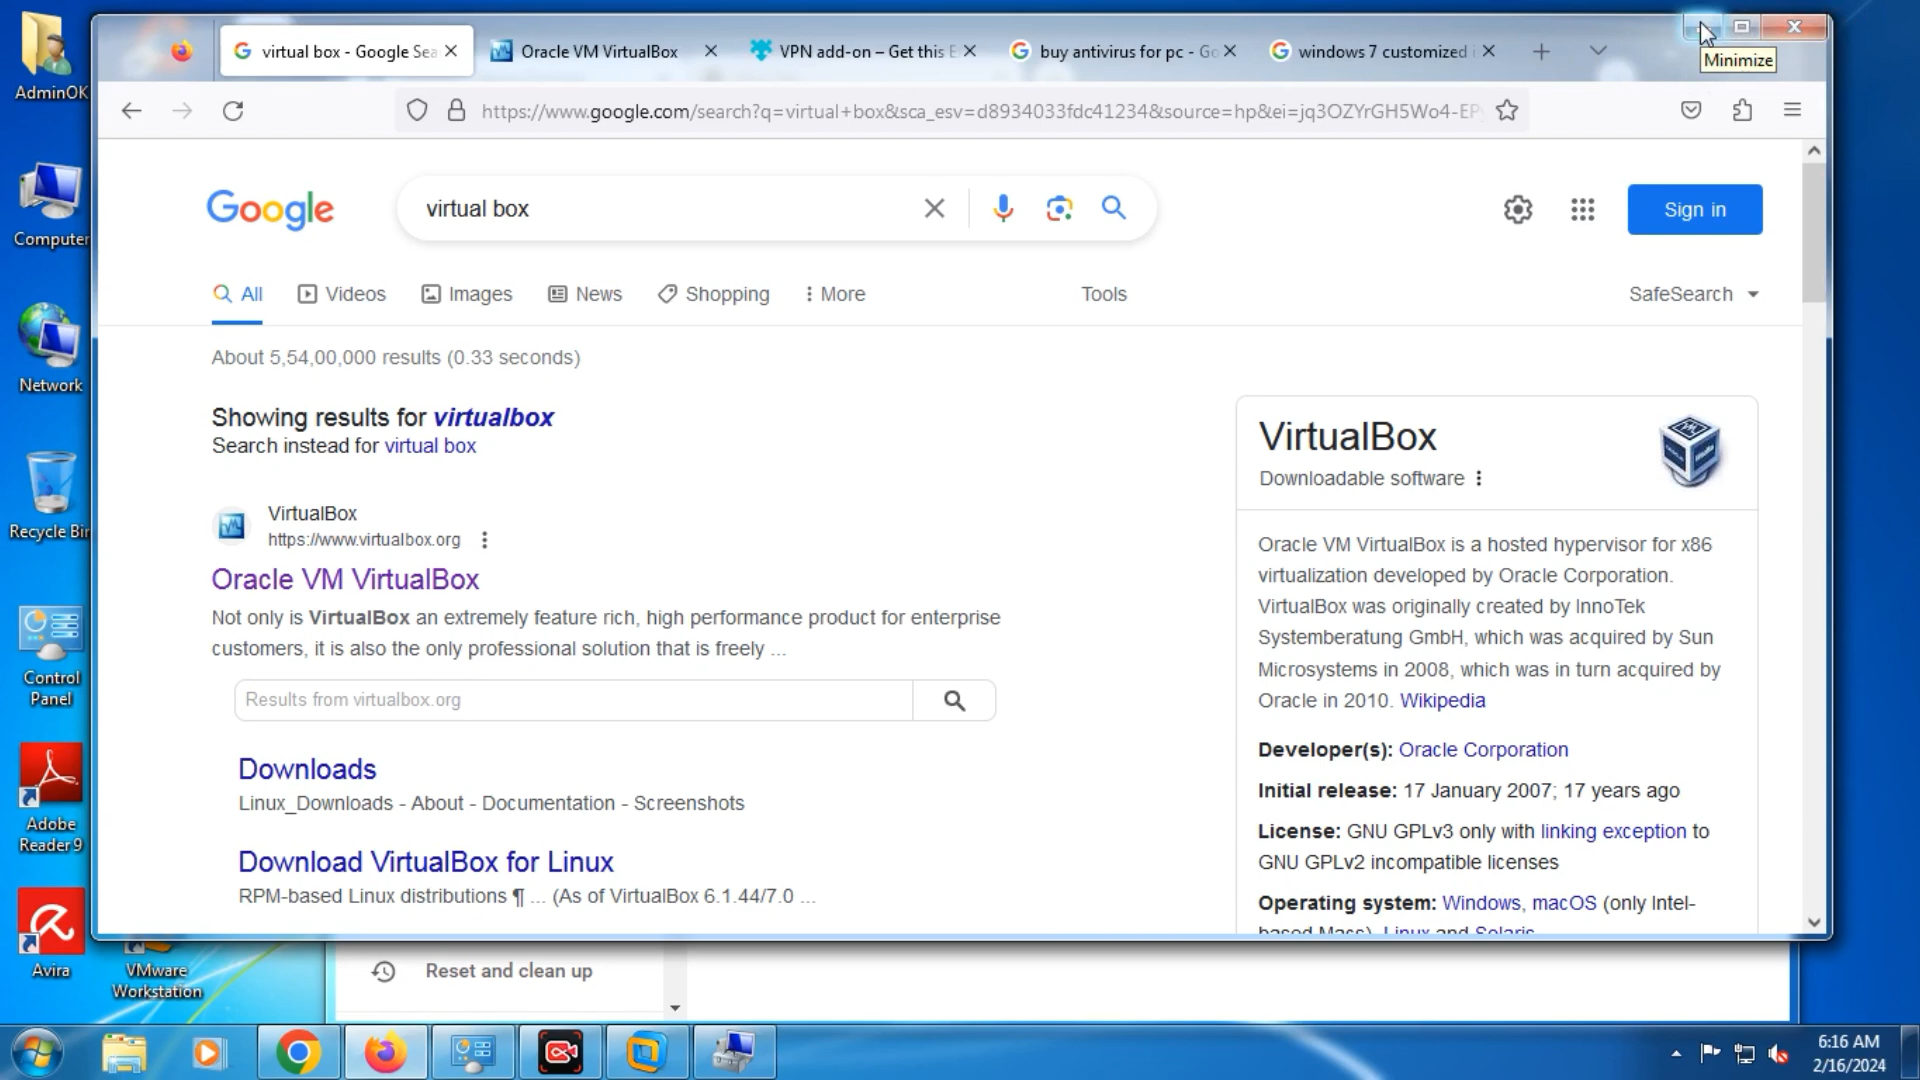 AdminOK
Computer
Network
Recycle Bin
Control
Panel
Adobe
Reader 9
Avira
VMware
Workstation
virtual box - Google Sea
Oracle VM VirtualBox
VPN add-on – Get this E
buy antivirus for pc - Go
windows 7 customized i
Minimize
https://www.google.com/search?q=virtual+box&sca_esv=d8934033fdc41234&source=hp&ei=jq3OZYrGH5Wo4-EP
Google
virtual box
Sign in
All
Videos
Images
News
Shopping
More
Tools
SafeSearch
About 5,54,00,000 results (0.33 seconds)
Showing results for virtualbox
Search instead for virtual box
VirtualBox
https://www.virtualbox.org
Oracle VM VirtualBox
Not only is VirtualBox an extremely feature rich, high performance product for enterprise
customers, it is also the only professional solution that is freely ...
Results from virtualbox.org
Downloads
Linux_Downloads - About - Documentation - Screenshots
Download VirtualBox for Linux
RPM-based Linux distributions ¶ ... (As of VirtualBox 6.1.44/7.0 ...
VirtualBox
Downloadable software
Oracle VM VirtualBox is a hosted hypervisor for x86
virtualization developed by Oracle Corporation.
VirtualBox was originally created by InnoTek
Systemberatung GmbH, which was acquired by Sun
Microsystems in 2008, which was in turn acquired by
Oracle in 2010. Wikipedia
Developer(s): Oracle Corporation
Initial release: 17 January 2007; 17 years ago
License: GNU GPLv3 only with linking exception to
GNU GPLv2 incompatible licenses
Operating system: Windows, macOS (only Intel-
based Macs), Linux and Solaris
Reset and clean up
6:16 AM
2/16/2024